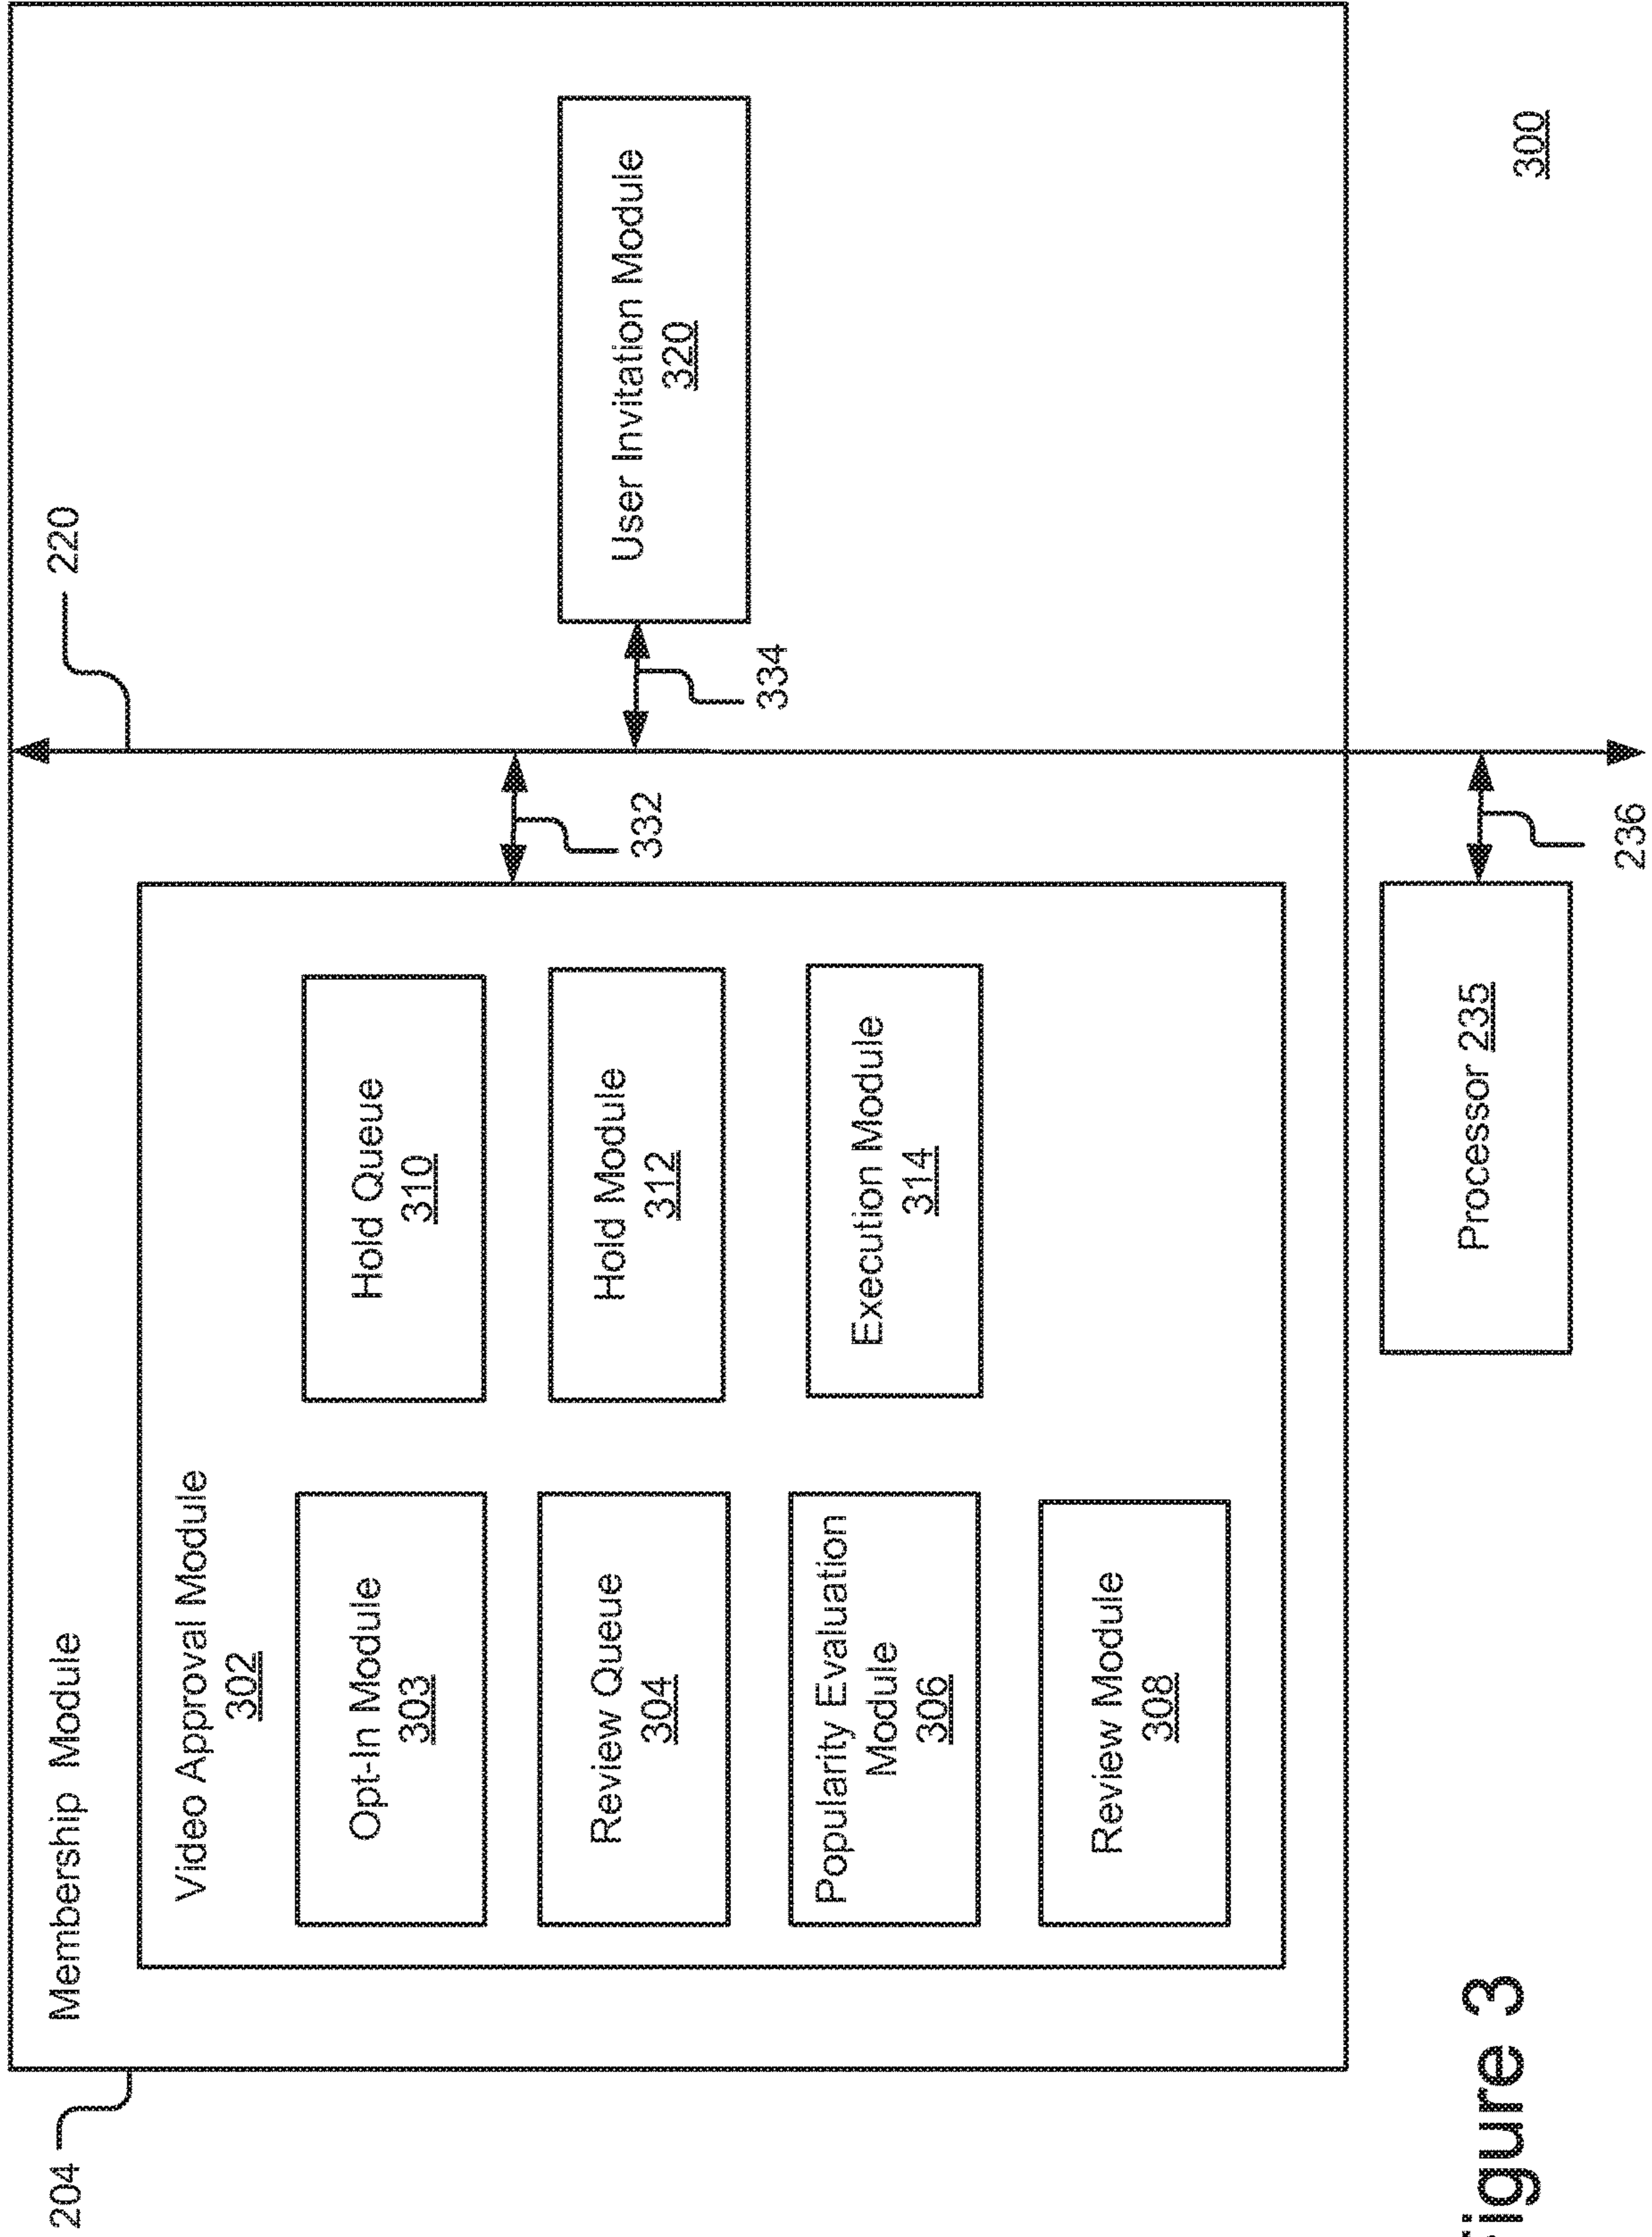 204
Membership Module
220
Video Approval Module
302
Opt-In Module
303
Hold Queue
310
Review Queue
304
Hold Module
312
Popularity Evaluation
Module
306
Execution Module
314
Review Module
308
332
User Invitation Module
320
334
Processor 235
236
300
igure 3